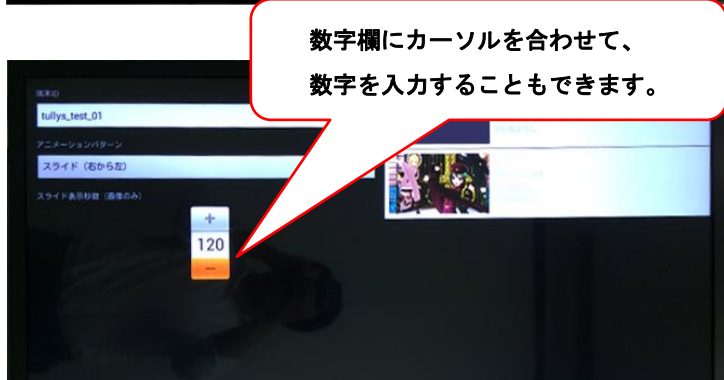 数字欄にカーソルを合わせて、
数字を入力することもできます。
端末ID
tullys_test_01
アニメーションパターン
スライド（右から左）
スライド表示秒数（画像のみ）
+
120
−